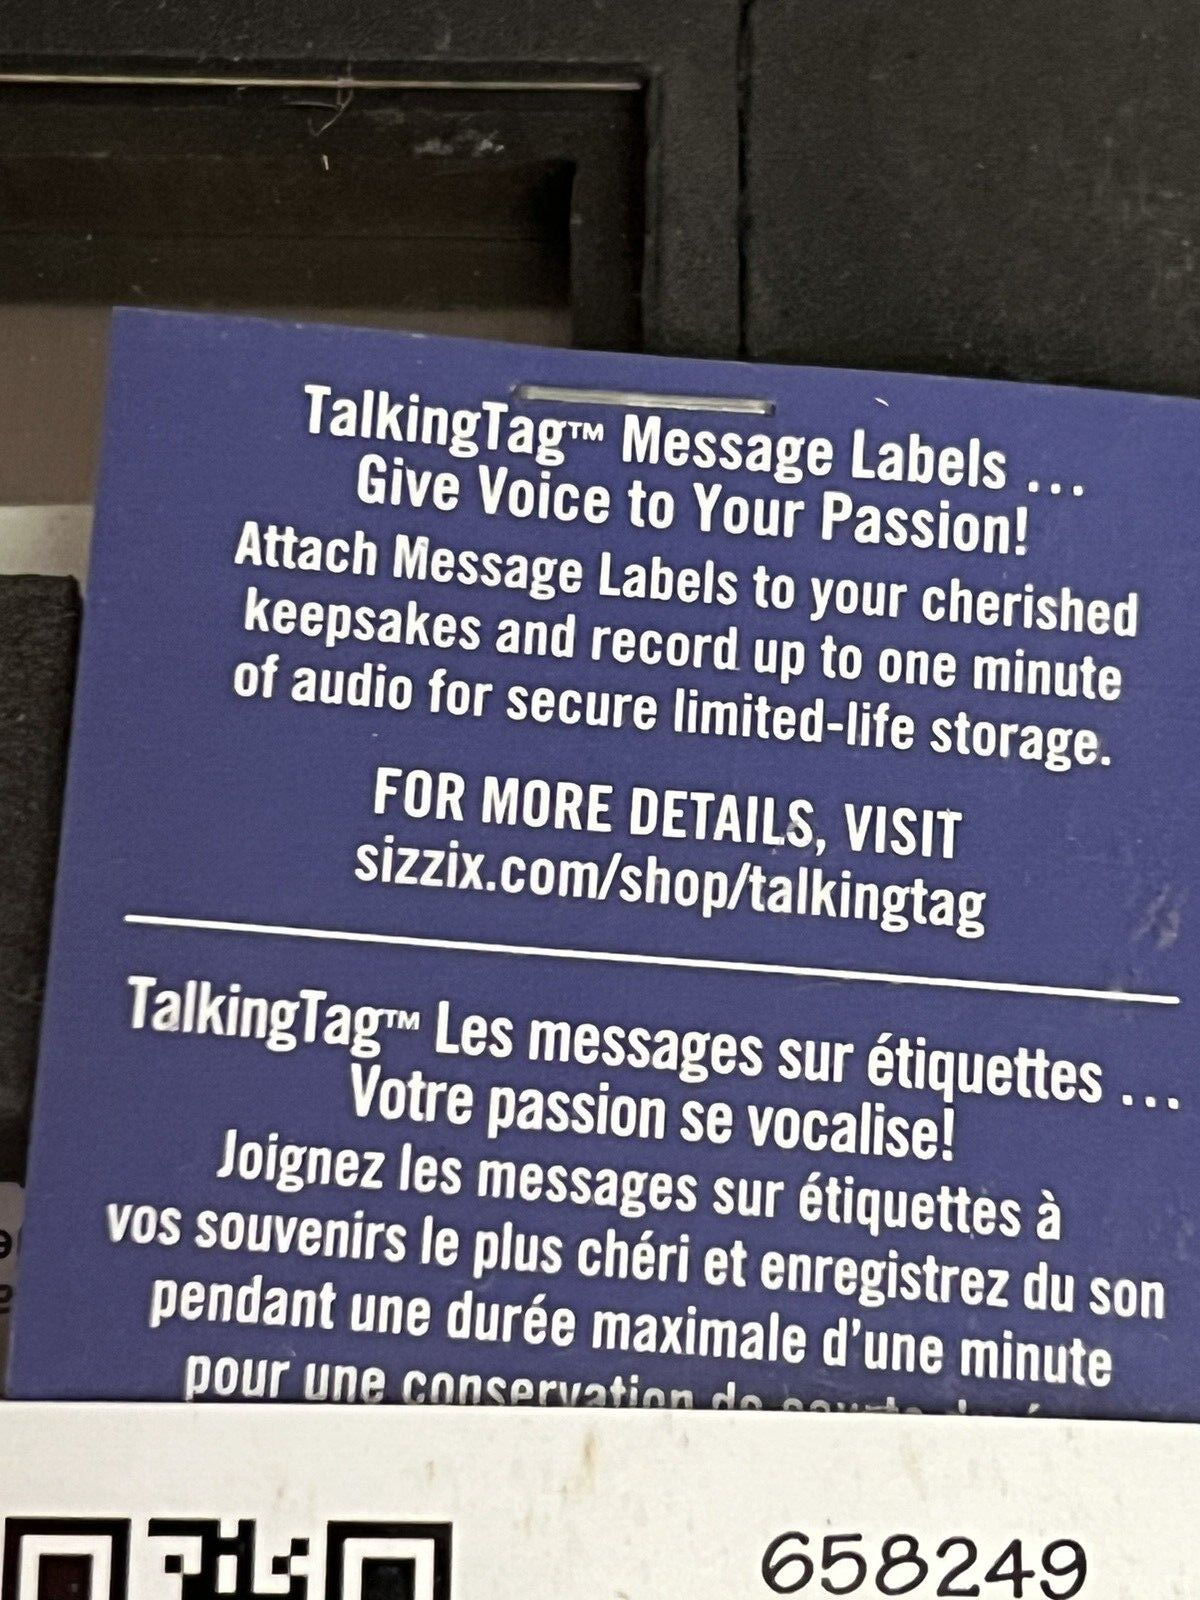 TalkingTag™ Message Labels ...
Give Voice to Your Passion!
Attach Message Labels to your cherished
keepsakes and record up to one minute
of audio for secure limited-life storage.
FOR MORE DETAILS, VISIT
sizzix.com/shop/talkingtag
TalkingTag™ Les messages sur étiquettes ...
Votre passion se vocalise!
Joignez les messages sur étiquettes à
vos souvenirs le plus chéri et enregistrez du son
pendant une durée maximale d'une minute
pour une conservation de
658249